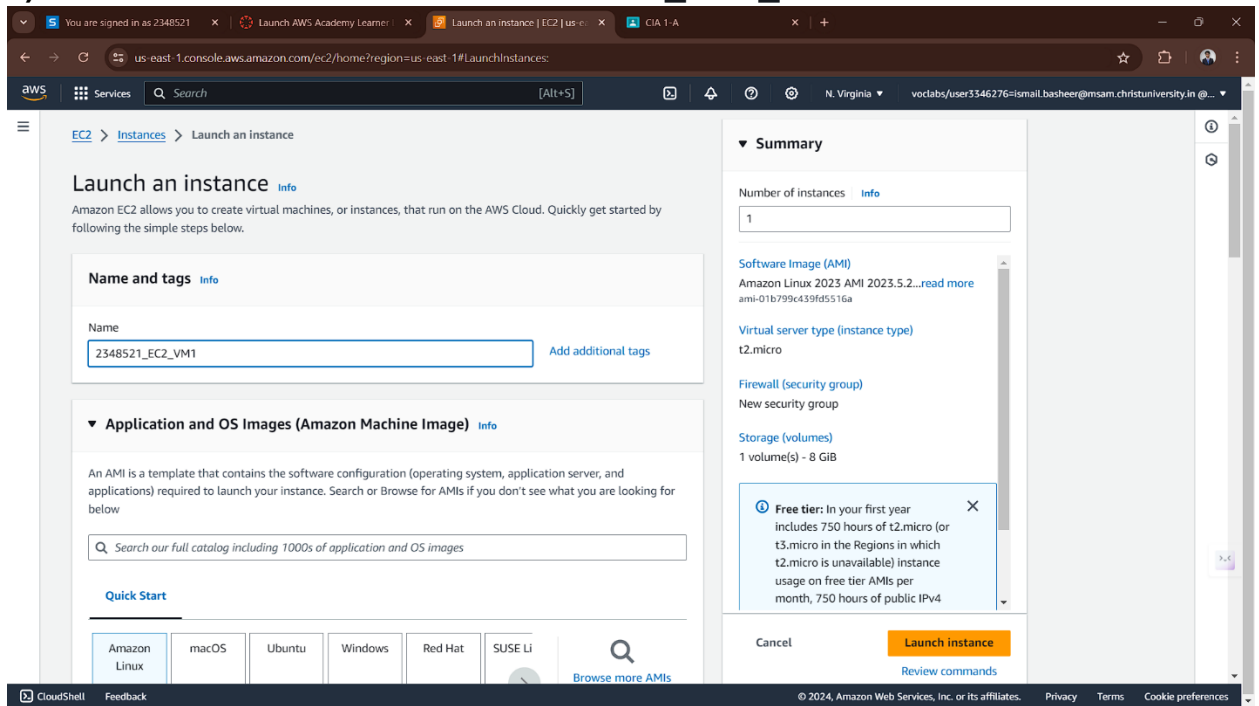 You are signed in as 2348521
Launch AWS Academy Learner
Launch an instance | EC2 | us-e
CIA 1-A
us-east-1.console.aws.amazon.com/ec2/home?region=us-east-1#LaunchInstances:
aws
Services
Search
[Alt+S]
N. Virginia
voclabs/user3346276=ismail.basheer@msam.christuniversity.in @...
EC2 > Instances > Launch an instance
Launch an instance Info
Amazon EC2 allows you to create virtual machines, or instances, that run on the AWS Cloud. Quickly get started by
following the simple steps below.
Name and tags Info
Name
2348521_EC2_VM1
Add additional tags
Application and OS Images (Amazon Machine Image) Info
An AMI is a template that contains the software configuration (operating system, application server, and
applications) required to launch your instance. Search or Browse for AMIs if you don't see what you are looking for
below
Search our full catalog including 1000s of application and OS images
Quick Start
Amazon
Linux
macOS
Ubuntu
Windows
Red Hat
SUSE Li
Browse more AMIs
Summary
Number of instances Info
1
Software Image (AMI)
Amazon Linux 2023 AMI 2023.5.2...read more
ami-01b799c439fd5516a
Virtual server type (instance type)
t2.micro
Firewall (security group)
New security group
Storage (volumes)
1 volume(s) - 8 GiB
Free tier: In your first year
includes 750 hours of t2.micro (or
t3.micro in the Regions in which
t2.micro is unavailable) instance
usage on free tier AMIs per
month, 750 hours of public IPv4
Cancel
Launch instance
Review commands
CloudShell
Feedback
© 2024, Amazon Web Services, Inc. or its affiliates.
Privacy
Terms
Cookie preferences